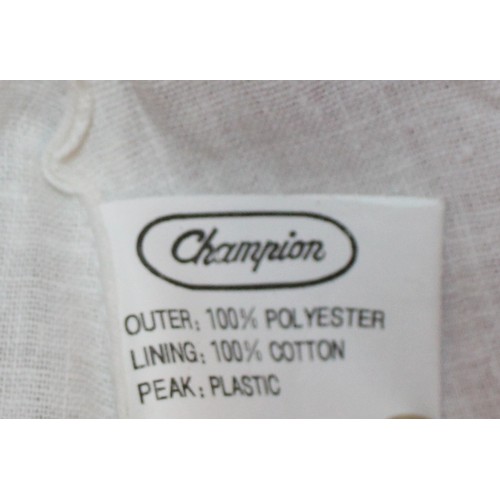 Champion
OUTER: 100% POLYESTER
LINING: 100% COTTON
PEAK: PLASTIC